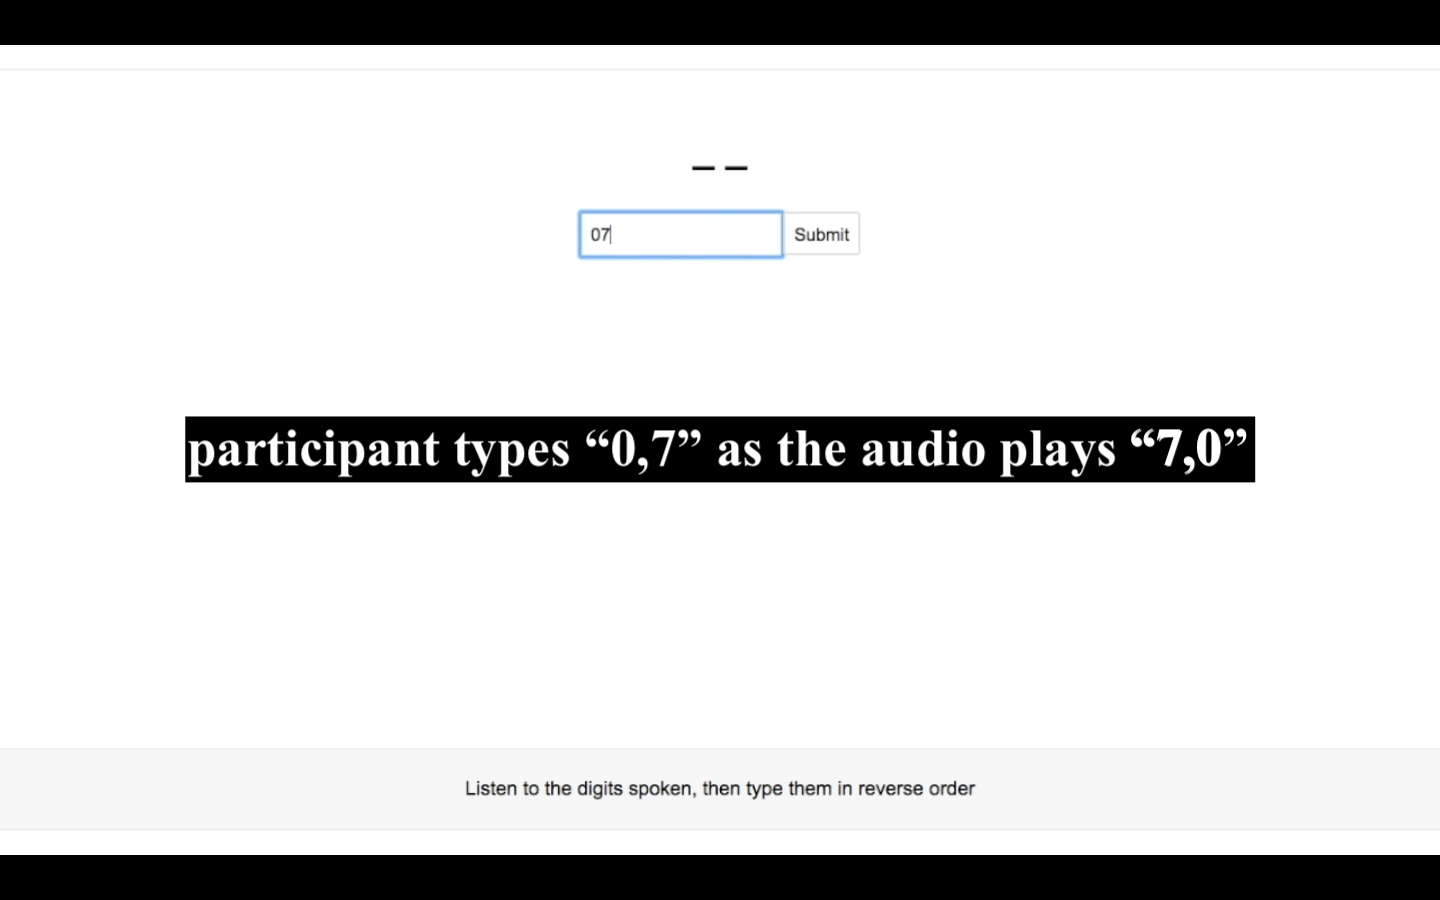 — —
07
Submit
participant types “0,7” as the audio plays “7,0”
Listen to the digits spoken, then type them in reverse order